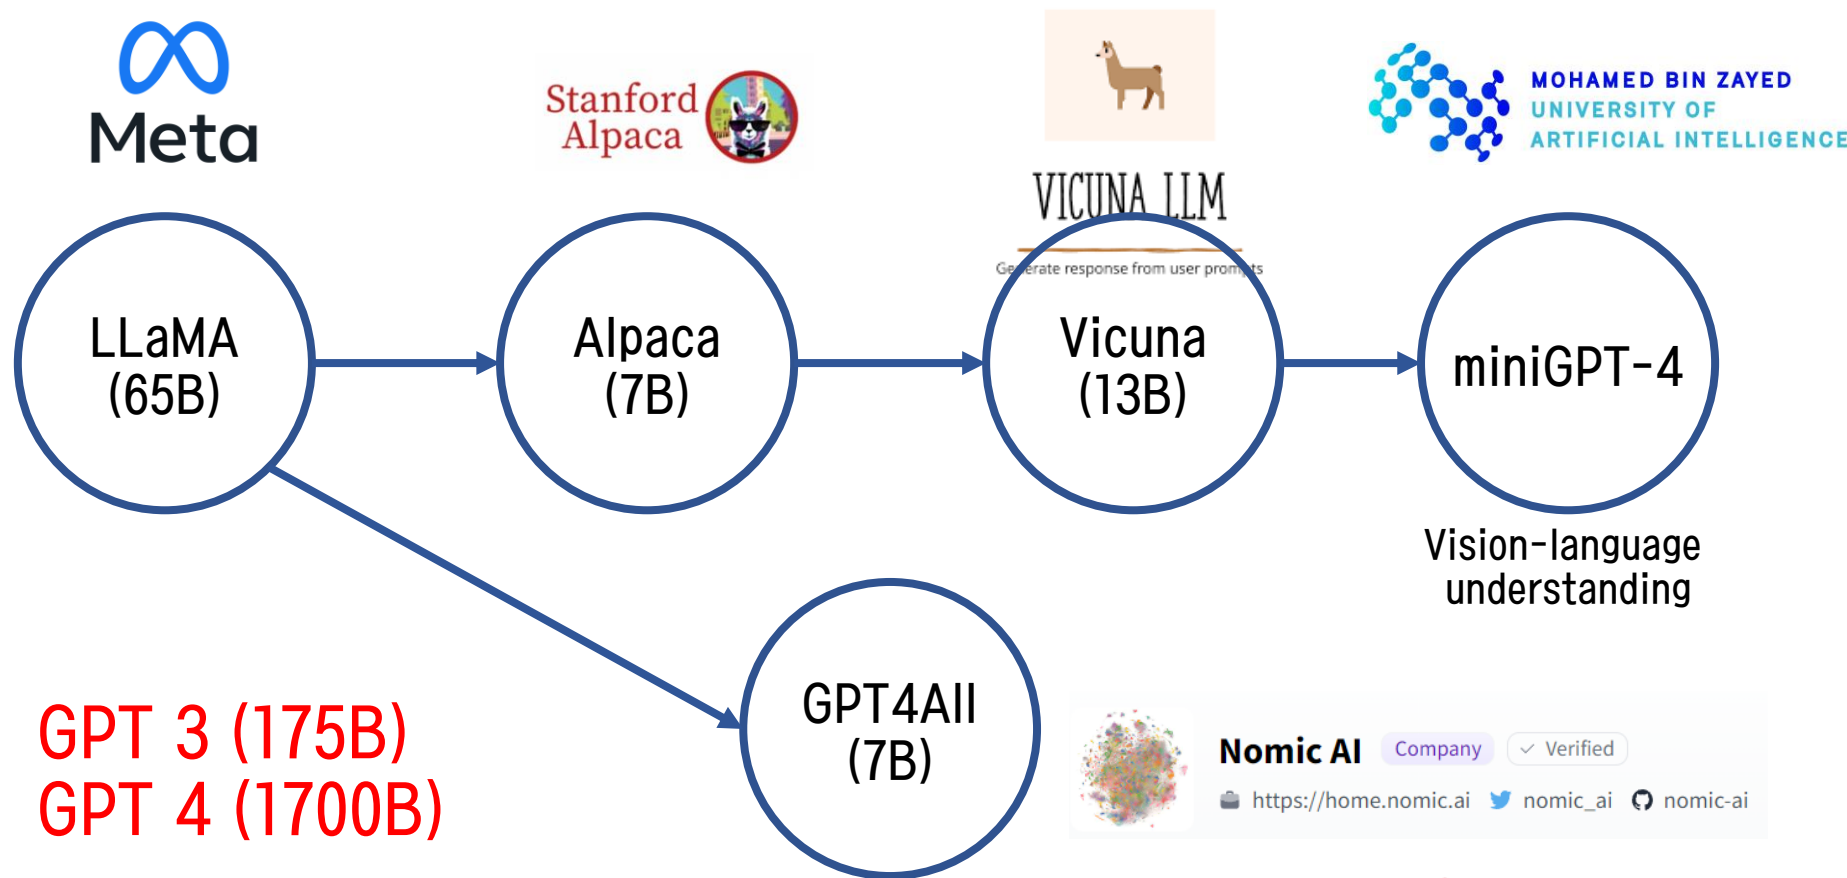 Meta
Stanford
Alpaca
VICUNA LLM
Generate response from user prompts
MOHAMED BIN ZAYED
UNIVERSITY OF
ARTIFICIAL INTELLIGENCE
LLaMA
(65B)
Alpaca
(7B)
Vicuna
(13B)
miniGPT-4
Vision-language
understanding
GPT4All
(7B)
GPT 3 (175B)
GPT 4 (1700B)
Nomic AI Company Verified
https://home.nomic.ai nomic_ai nomic-ai